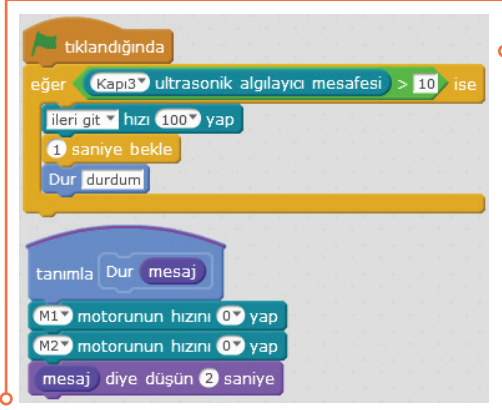 tıklandığında
eğer Kapı3 ultrasonik algılayıcı mesafesi > 10 ise
ileri git hızı 100 yap
1 saniye bekle
Dur durdum
tanımla Dur mesaj
M1 motorunun hızını 0 yap
M2 motorunun hızını 0 yap
mesaj diye düşün 2 saniye